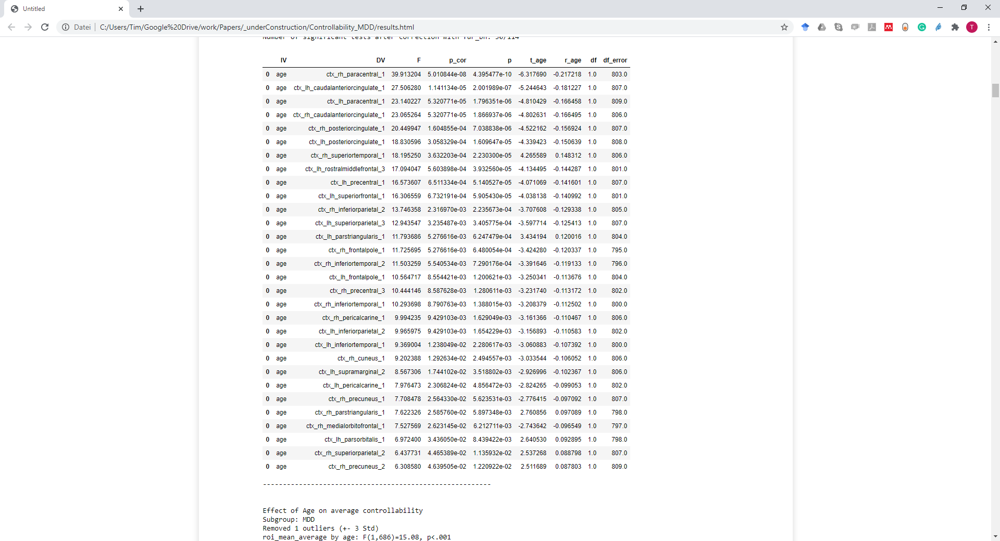 Untitled
Datei C:/Users/Tim/Google%20Drive/work/Papers/_underConstruction/Controllability_MDD/results.html
T
Number of significant tests after correction with fdr_bh: 30/114
IV DV F p_cor p t_age r_age df df_error
0 age ctx_rh_paracentral_1 39.913204 5.010844e-08 4.395477e-10 -6.317690 -0.217218 1.0 803.0
0 age ctx_lh_caudalanteriorcingulate_1 27.506280 1.141134e-05 2.001989e-07 -5.244643 -0.181227 1.0 807.0
0 age ctx_lh_paracentral_1 23.140227 5.320771e-05 1.796351e-06 -4.810429 -0.166458 1.0 809.0
0 age ctx_rh_caudalanteriorcingulate_1 23.065264 5.320771e-05 1.866937e-06 -4.802631 -0.166495 1.0 806.0
0 age ctx_rh_posteriorcingulate_1 20.449947 1.604855e-04 7.038838e-06 -4.522162 -0.156924 1.0 807.0
0 age ctx_lh_posteriorcingulate_1 18.830596 3.058329e-04 1.609647e-05 -4.339423 -0.150639 1.0 808.0
0 age ctx_rh_superiortemporal_1 18.195250 3.632203e-04 2.230300e-05 4.265589 0.148312 1.0 806.0
0 age ctx_lh_rostralmiddlefrontal_3 17.094047 5.603898e-04 3.932560e-05 -4.134495 -0.144287 1.0 801.0
0 age ctx_lh_precentral_1 16.573607 6.511334e-04 5.140527e-05 -4.071069 -0.141601 1.0 807.0
0 age ctx_lh_superiorfrontal_1 16.306559 6.732191e-04 5.905430e-05 -4.038138 -0.140992 1.0 801.0
0 age ctx_rh_inferiorparietal_2 13.746358 2.316970e-03 2.235673e-04 -3.707608 -0.129338 1.0 805.0
0 age ctx_lh_superiorparietal_3 12.943547 3.235487e-03 3.405775e-04 -3.597714 -0.125413 1.0 807.0
0 age ctx_lh_parstriangularis_1 11.793686 5.276616e-03 6.247479e-04 3.434194 0.120016 1.0 804.0
0 age ctx_rh_frontalpole_1 11.725695 5.276616e-03 6.480054e-04 -3.424280 -0.120337 1.0 795.0
0 age ctx_rh_inferiortemporal_2 11.503259 5.540534e-03 7.290176e-04 -3.391646 -0.119133 1.0 796.0
0 age ctx_lh_frontalpole_1 10.564717 8.554421e-03 1.200621e-03 -3.250341 -0.113676 1.0 804.0
0 age ctx_rh_precentral_3 10.444146 8.587628e-03 1.280611e-03 -3.231740 -0.113172 1.0 802.0
0 age ctx_rh_inferiortemporal_1 10.293698 8.790763e-03 1.388015e-03 -3.208379 -0.112502 1.0 800.0
0 age ctx_rh_pericalcarine_1 9.994235 9.429103e-03 1.629049e-03 -3.161366 -0.110467 1.0 806.0
0 age ctx_lh_inferiorparietal_2 9.965975 9.429103e-03 1.654229e-03 -3.156893 -0.110583 1.0 802.0
0 age ctx_lh_inferiortemporal_1 9.369004 1.238049e-02 2.280617e-03 -3.060883 -0.107392 1.0 800.0
0 age ctx_rh_cuneus_1 9.202388 1.292634e-02 2.494557e-03 -3.033544 -0.106052 1.0 806.0
0 age ctx_lh_supramarginal_2 8.567306 1.744102e-02 3.518802e-03 -2.926996 -0.102367 1.0 806.0
0 age ctx_lh_pericalcarine_1 7.976473 2.306824e-02 4.856472e-03 -2.824265 -0.099053 1.0 802.0
0 age ctx_rh_precuneus_1 7.708478 2.564330e-02 5.623531e-03 -2.776415 -0.097092 1.0 807.0
0 age ctx_rh_parstriangularis_1 7.622326 2.585760e-02 5.897348e-03 2.760856 0.097089 1.0 798.0
0 age ctx_rh_medialorbitofrontal_1 7.527569 2.623145e-02 6.212711e-03 -2.743642 -0.096549 1.0 797.0
0 age ctx_lh_parsorbitalis_1 6.972400 3.436050e-02 8.439422e-03 2.640530 0.092895 1.0 798.0
0 age ctx_rh_superiorparietal_2 6.437731 4.465389e-02 1.135932e-02 2.537268 0.088798 1.0 807.0
0 age ctx_rh_precuneus_2 6.308580 4.639505e-02 1.220922e-02 2.511689 0.087803 1.0 809.0
---------------------------------------------------------
Effect of Age on average controllability
Subgroup: MDD
Removed 1 outliers (+- 3 Std)
roi_mean_average by age: F(1,686)=15.08, p<.001